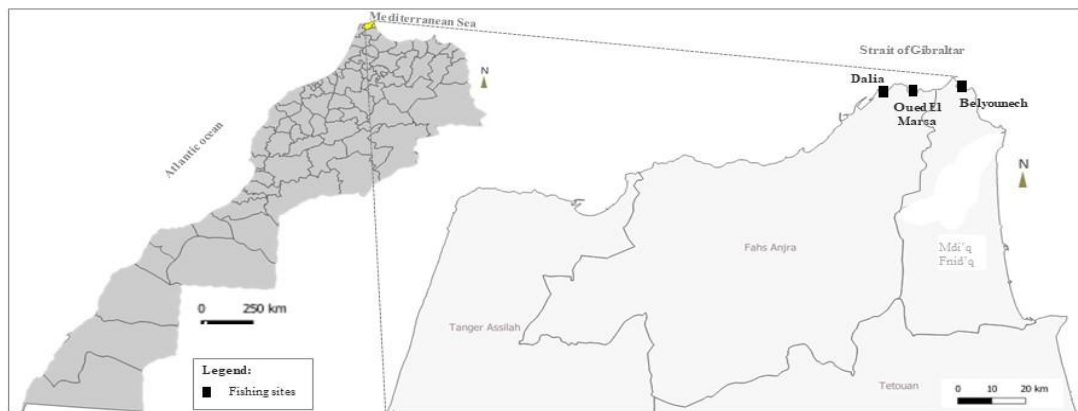 Mediterranean Sea
Strait of Gibraltar
N
Dalia
Oued El
Marsa
Belyounech
Atlantic ocean
N
Fahs Anjra
Mdi’q
Fnid’q
0 250 km
Tanger Assilah
Legend:
Fishing sites
Tetouan
0 10 20 km